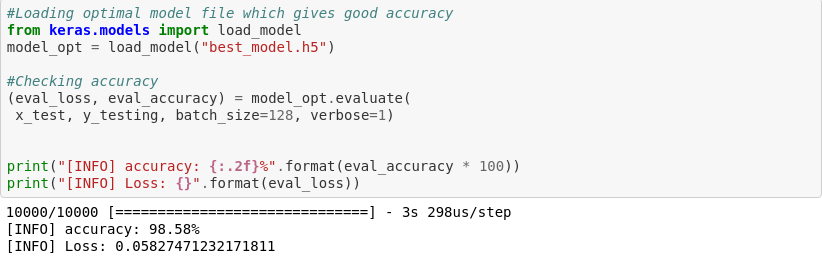 #Loading optimal model file which gives good accuracy
from keras.models import load_model
model_opt = load_model("best_model.h5")
#Checking accuracy
(eval_loss, eval_accuracy) = model_opt.evaluate(
 x_test, y_testing, batch_size=128, verbose=1)
print("[INFO] accuracy: {:.2f}%".format(eval_accuracy * 100))
print("[INFO] Loss: {}".format(eval_loss))
10000/10000 [==============================] - 3s 298us/step
[INFO] accuracy: 98.58%
[INFO] Loss: 0.05827471232171811